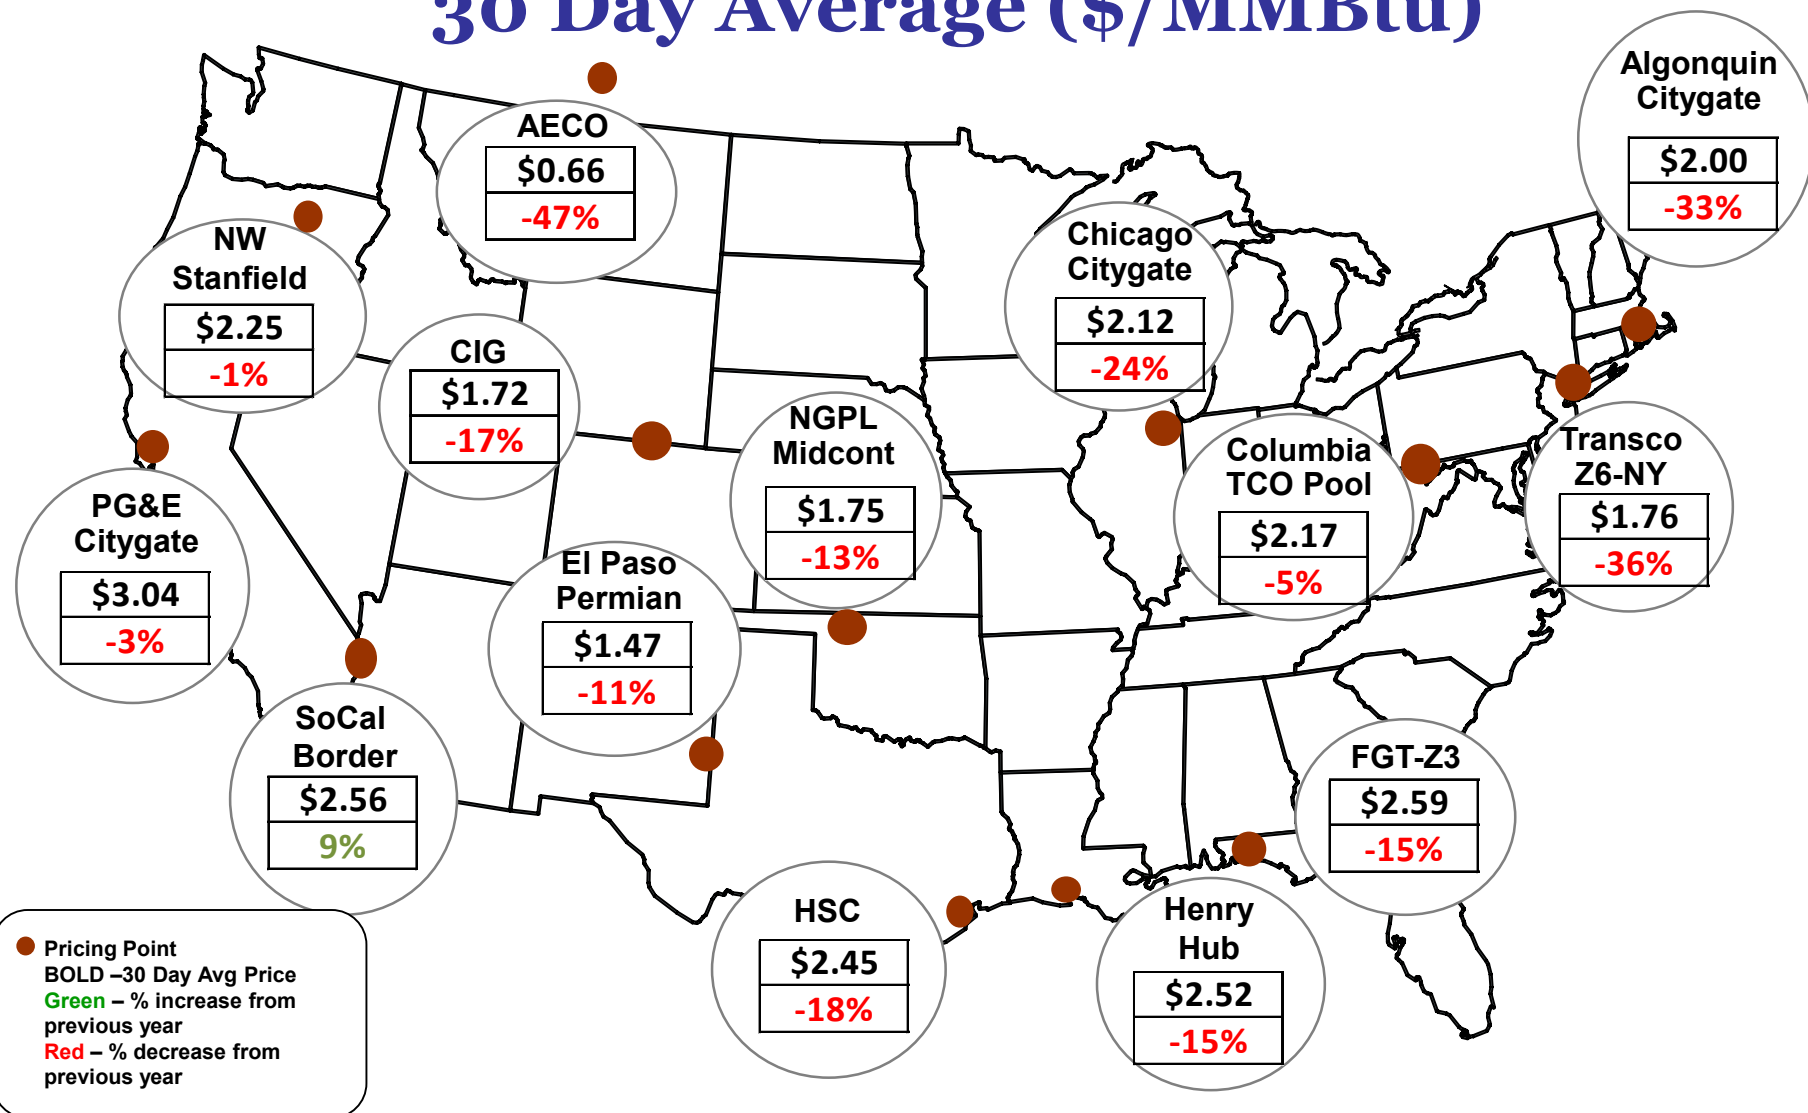 30 Day Average ($/MMBtu)
Algonquin
Citygate
$2.00
-33%
AECO
$0.66
-47%
NW
Stanfield
$2.25
-1%
Chicago
Citygate
$2.12
-24%
CIG
$1.72
-17%
NGPL
Midcont
$1.75
-13%
Columbia
TCO Pool
$2.17
-5%
Transco
Z6-NY
$1.76
-36%
PG&E
Citygate
$3.04
-3%
El Paso
Permian
$1.47
-11%
SoCal
Border
$2.56
9%
FGT-Z3
$2.59
-15%
HSC
$2.45
-18%
Henry
Hub
$2.52
-15%
Pricing Point
BOLD –30 Day Avg Price
Green – % increase from
previous year
Red – % decrease from
previous year